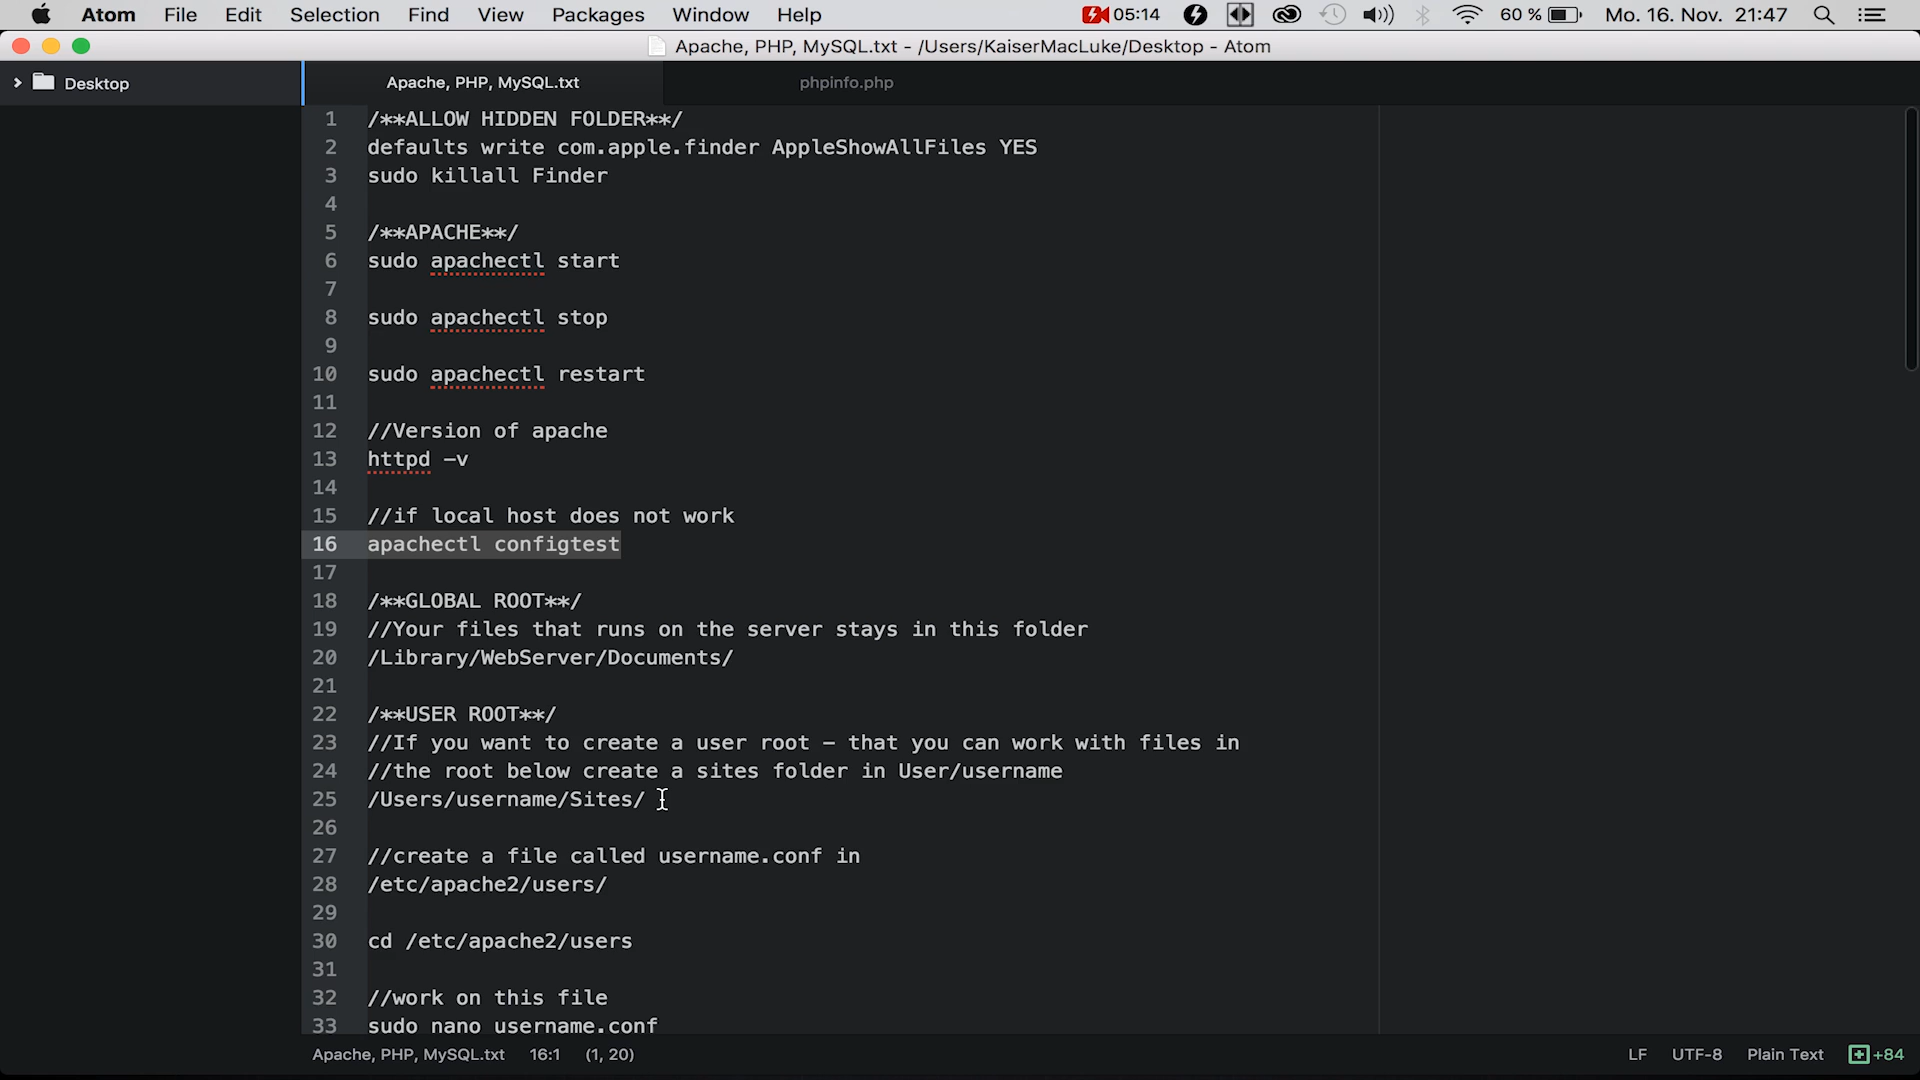 Atom File Edit Selection Find View Packages Window Help 05:14 60 % Mo. 16. Nov. 21:47
Apache, PHP, MySQL.txt - /Users/KaiserMacLuke/Desktop - Atom
Desktop
Apache, PHP, MySQL.txt phpinfo.php
1 /**ALLOW HIDDEN FOLDER**/
2 defaults write com.apple.finder AppleShowAllFiles YES
3 sudo killall Finder
4
5 /**APACHE**/
6 sudo apachectl start
7
8 sudo apachectl stop
9
10 sudo apachectl restart
11
12 //Version of apache
13 httpd -v
14
15 //if local host does not work
16 apachectl configtest
17
18 /**GLOBAL ROOT**/
19 //Your files that runs on the server stays in this folder
20 /Library/WebServer/Documents/
21
22 /**USER ROOT**/
23 //If you want to create a user root - that you can work with files in
24 //the root below create a sites folder in User/username
25 /Users/username/Sites/
26
27 //create a file called username.conf in
28 /etc/apache2/users/
29
30 cd /etc/apache2/users
31
32 //work on this file
33 sudo nano username.conf
Apache, PHP, MySQL.txt 16:1 (1, 20) LF UTF-8 Plain Text +84